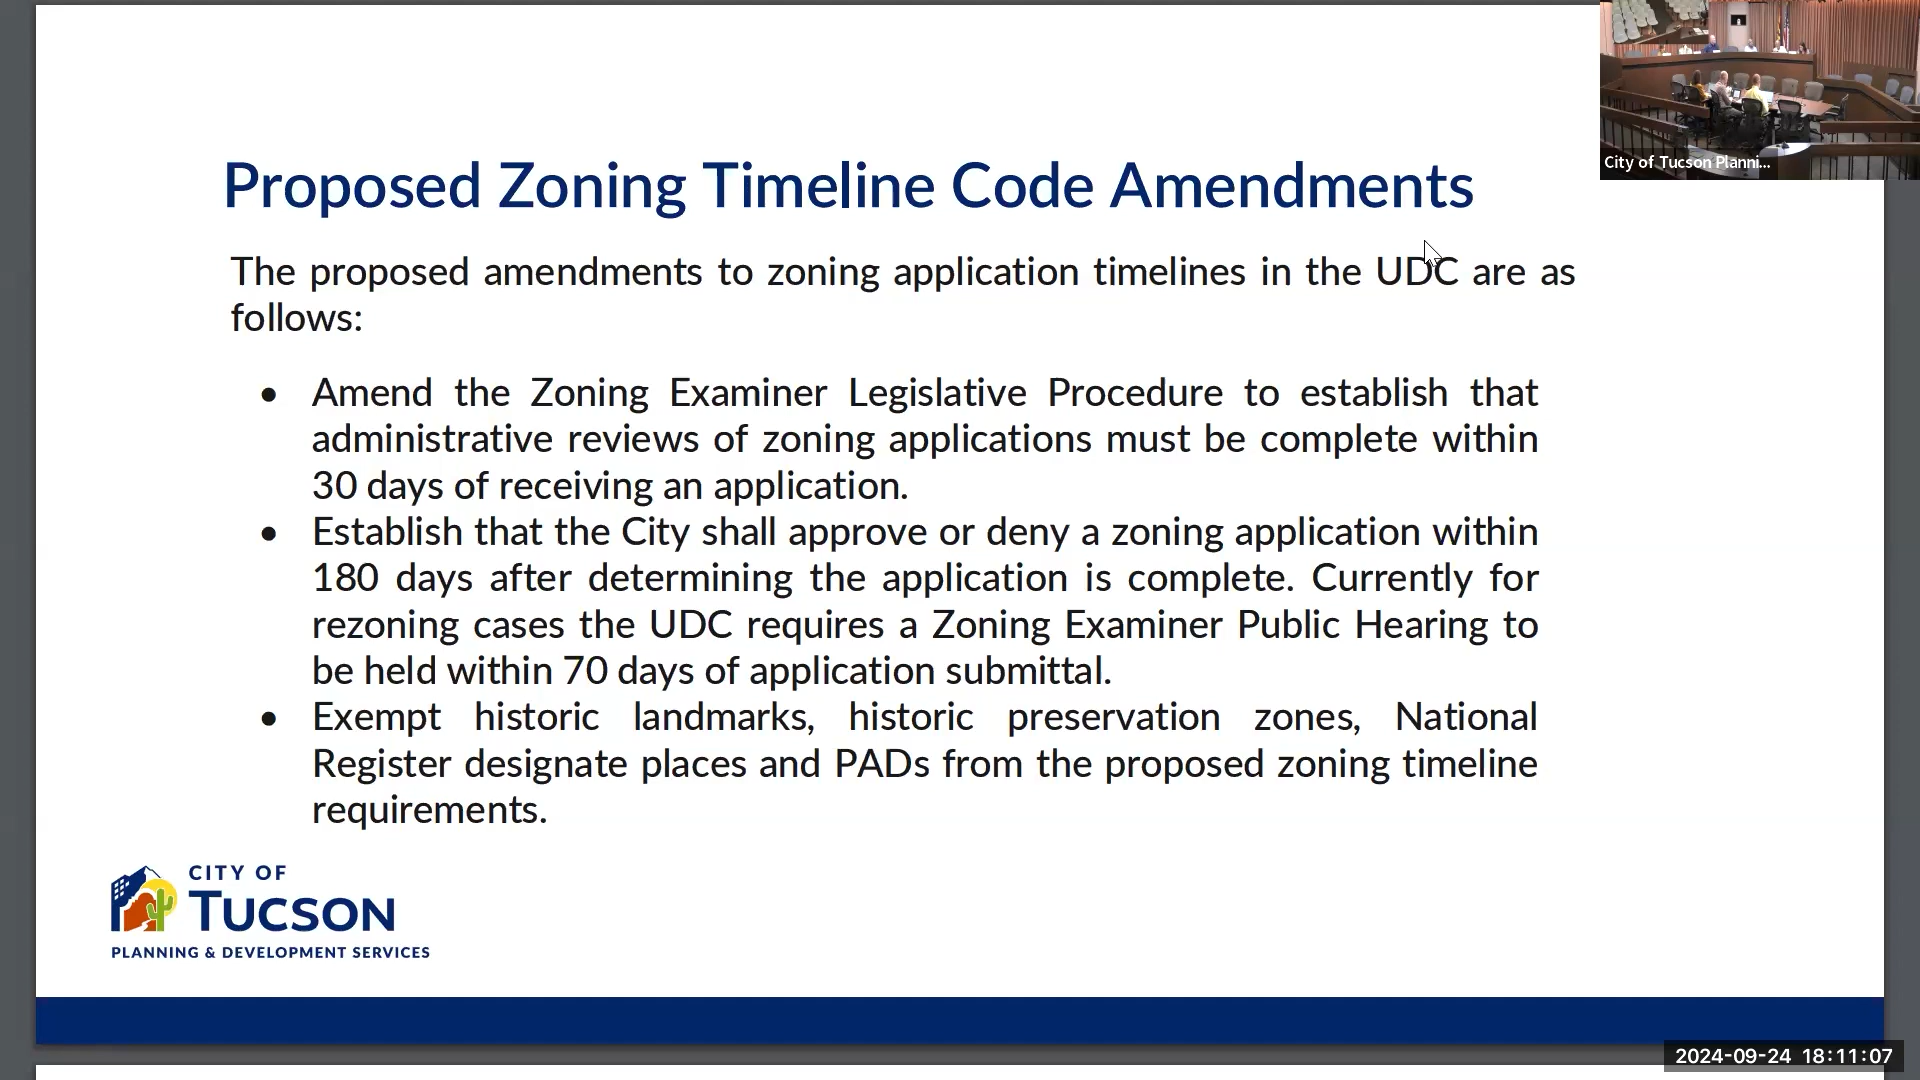 City of Tucson Planni...
Proposed Zoning Timeline Code Amendments
The proposed amendments to zoning application timelines in the UDC are as
follows:
• Amend the Zoning Examiner Legislative Procedure to establish that
administrative reviews of zoning applications must be complete within
30 days of receiving an application.
• Establish that the City shall approve or deny a zoning application within
180 days after determining the application is complete. Currently for
rezoning cases the UDC requires a Zoning Examiner Public Hearing to
be held within 70 days of application submittal.
• Exempt historic landmarks, historic preservation zones, National
Register designate places and PADs from the proposed zoning timeline
requirements.
CITY OF
TUCSON
PLANNING & DEVELOPMENT SERVICES
2024-09-24 18:11:07